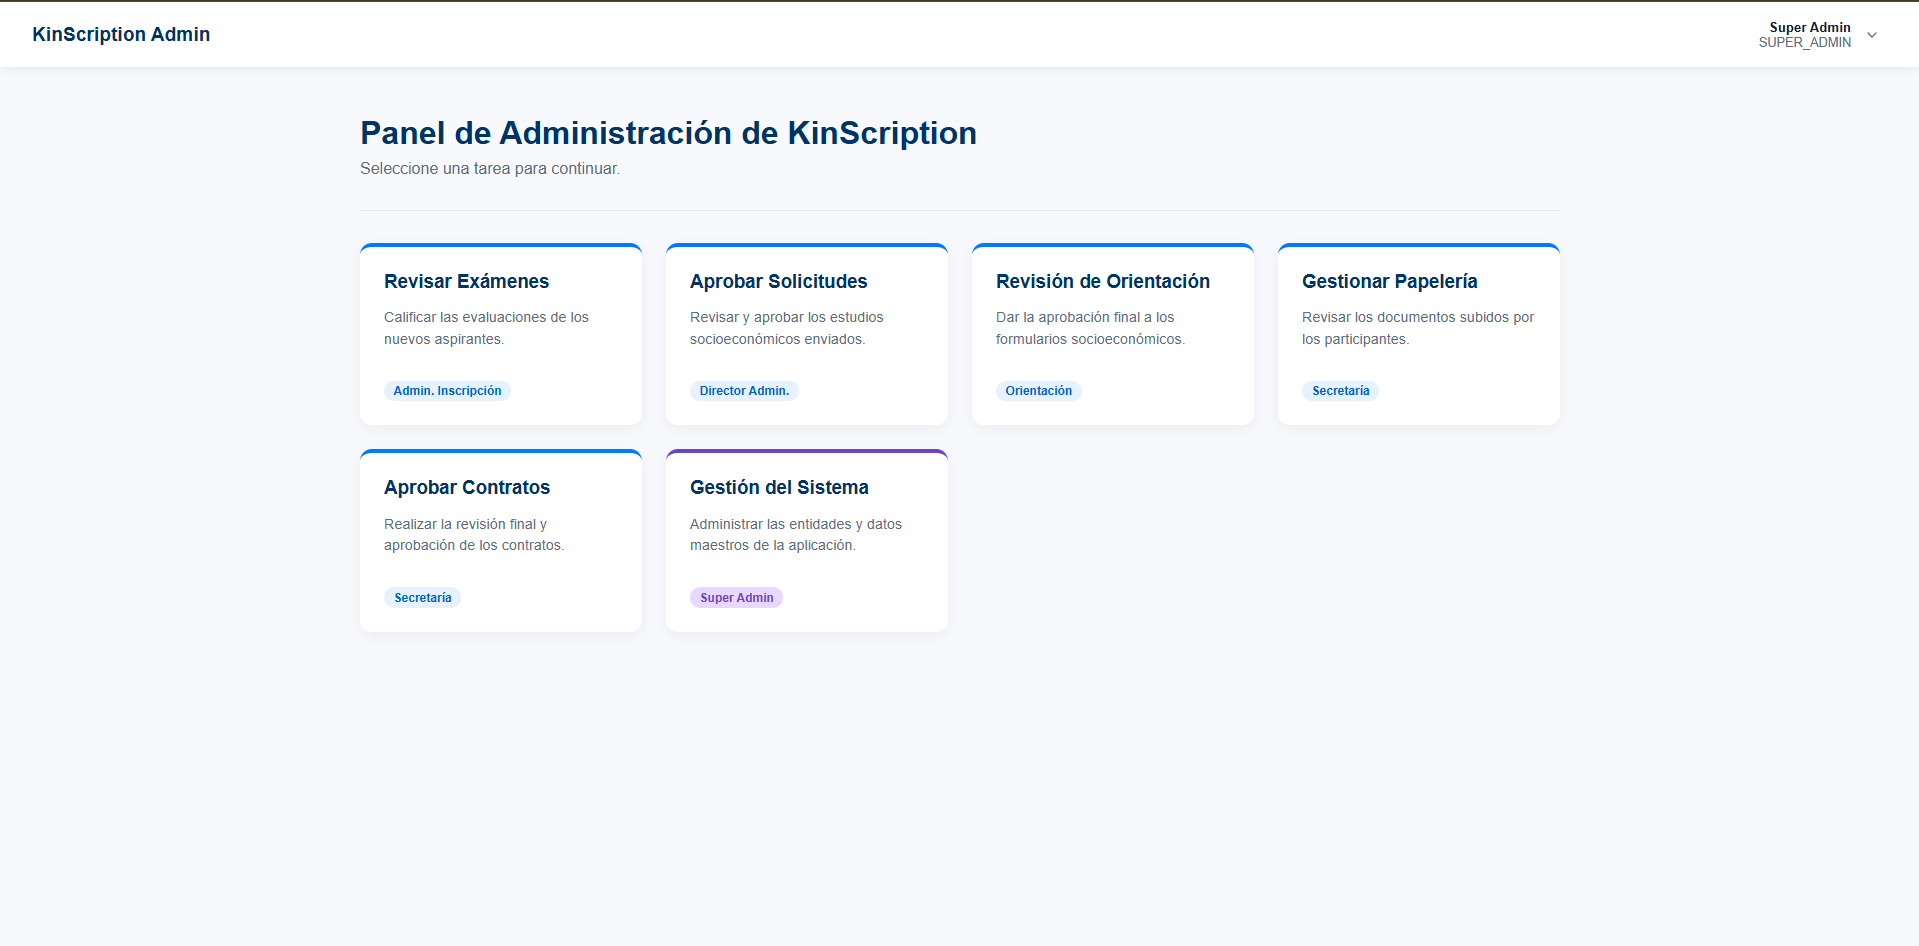 KinScription Admin
Super Admin
SUPER_ADMIN
Panel de Administración de KinScription
Seleccione una tarea para continuar.
Revisar Exámenes
Calificar las evaluaciones de los
nuevos aspirantes.
Admin. Inscripción
Aprobar Solicitudes
Revisar y aprobar los estudios
socioeconómicos enviados.
Director Admin.
Revisión de Orientación
Dar la aprobación final a los
formularios socioeconómicos.
Orientación
Gestionar Papelería
Revisar los documentos subidos por
los participantes.
Secretaría
Aprobar Contratos
Realizar la revisión final y
aprobación de los contratos.
Secretaría
Gestión del Sistema
Administrar las entidades y datos
maestros de la aplicación.
Super Admin